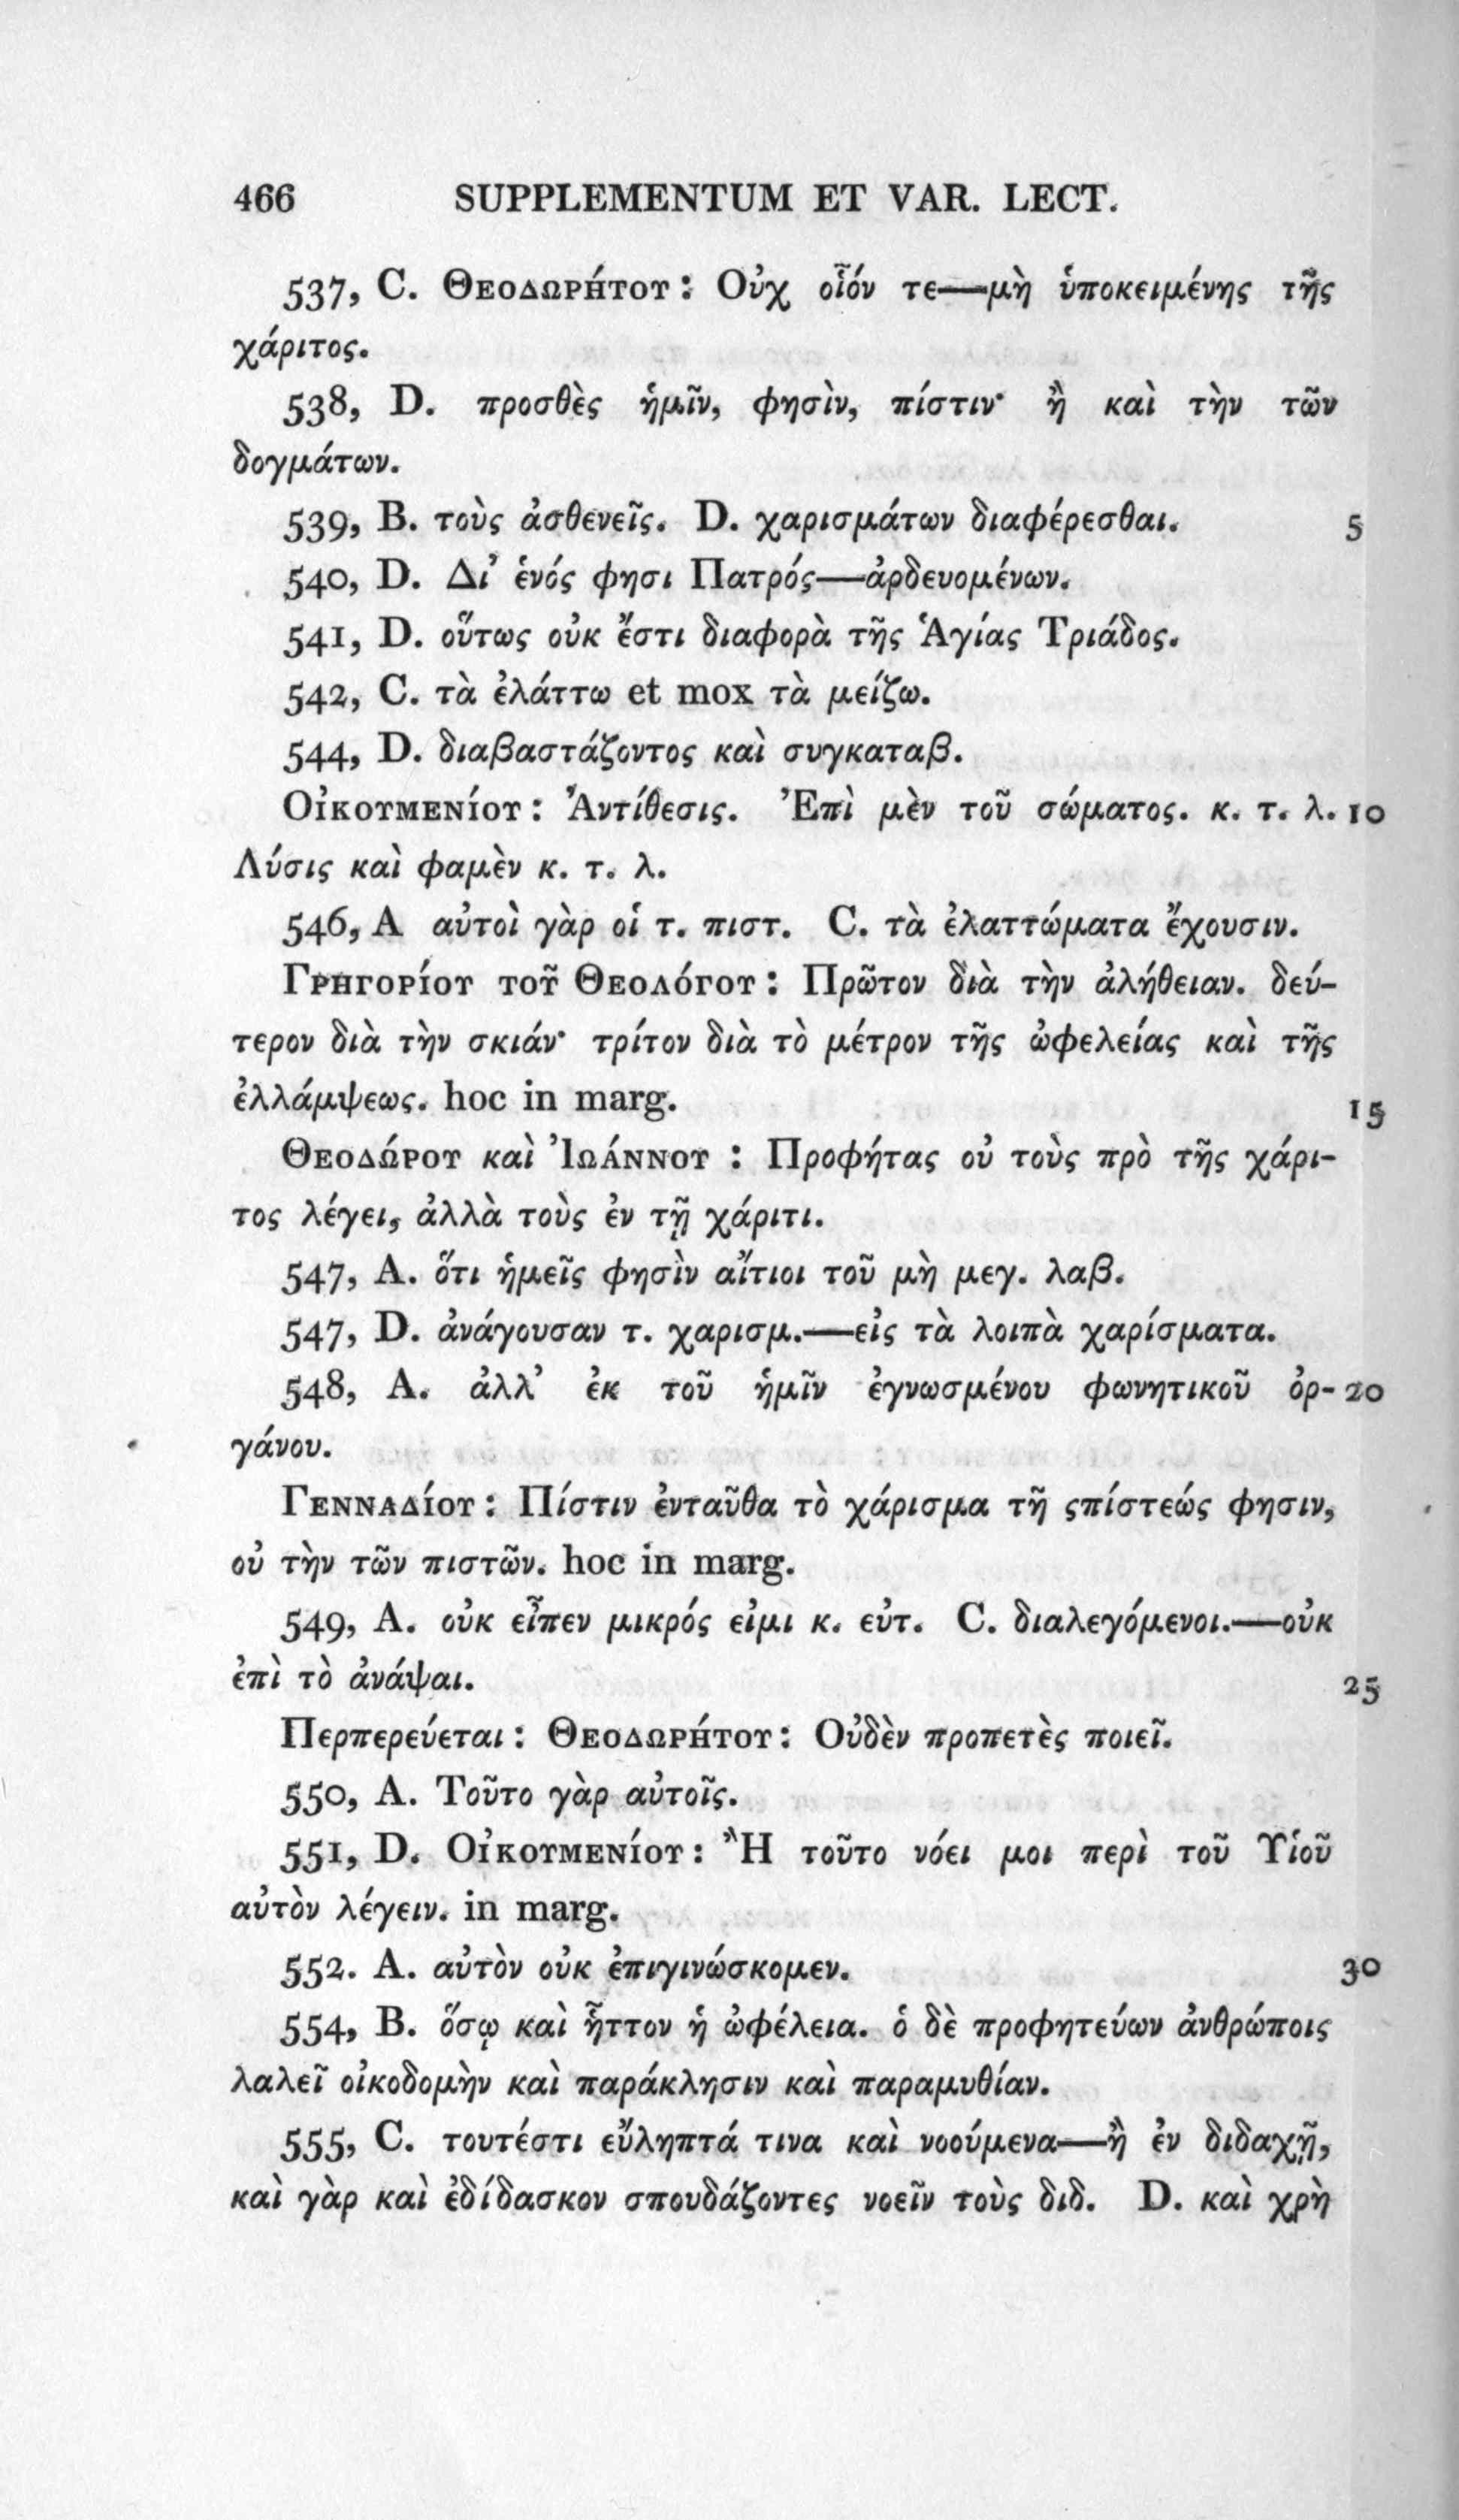 466 SUPPLEMENTUM ET VAR. LECT.
537, C. ΘΕΟΔΩΡΉΤΟΥ: Οὐχ οἷόν τε—μὴ ὑποκειμένης τῆς
χάριτος.
538, D. προσθὲς ἡμῖν, φησὶν, πίστιν· ἢ καὶ τὴν τῶν
δογμάτων.
539, B. τοὺς ἀσθενεῖς. D. χαρισμάτων διαφέρεσθαι. 5
540, D. Δι’ ἑνός φησι Πατρός—ἀρδευομένων.
541, D. οὕτως οὐκ ἔστι διαφορὰ τῆς Ἁγίας Τριάδος.
542, C. τὰ ἐλάττω et mox τὰ μείζω.
544, D. διαβαστάζοντος καὶ συγκαταβ.
ΟἸΚΟΥΜΕΝΊΟΥ: Ἀντίθεσις. Ἐπὶ μὲν τοῦ σώματος. κ. τ. λ. 10
Λύσις καὶ φαμὲν κ. τ. λ.
546, A αὐτοὶ γὰρ οἱ τ. πιστ. C. τὰ ἐλαττώματα ἔχουσιν.
ΓΡΗΓΟΡΊΟΥ ΤΟΥ͂ ΘΕΟΛΌΓΟΥ: Πρῶτον διὰ τὴν ἀλήθειαν. δεύ-
τερον διὰ τὴν σκιάν· τρίτον διὰ τὸ μέτρον τῆς ὠφελείας καὶ τῆς
ἐλλάμψεως. hoc in marg. 15
ΘΕΟΔΏΡΟΥ καὶ ἸΩΆΝΝΟΥ: Προφήτας οὐ τοὺς πρὸ τῆς χάρι-
τος λέγει, ἀλλὰ τοὺς ἐν τῇ χάριτι.
547, A. ὅτι ἡμεῖς φησὶν αἴτιοι τοῦ μὴ μεγ. λαβ.
547, D. ἀνάγουσαν τ. χαρισμ.—εἰς τὰ λοιπὰ χαρίσματα.
548, A. ἀλλ’ ἐκ τοῦ ἡμῖν ἐγνωσμένου φωνητικοῦ ὀρ- 20
γάνου.
ΓΕΝΝΑΔΊΟΥ: Πίστιν ἐνταῦθα τὸ χάρισμα τῆ ςπίστεώς φησιν,
οὐ τὴν τῶν πιστῶν. hoc in marg.
549, A. οὐκ εἶπεν μικρός εἰμι κ. εὐτ. C. διαλεγόμενοι.—οὐκ
ἐπὶ τὸ ἀνάψαι. 25
Περπερεύεται: ΘΕΟΔΩΡΉΤΟΥ: Οὐδὲν προπετὲς ποιεῖ.
550, A. Τοῦτο γὰρ αὐτοῖς.
551, D. ΟἸΚΟΥΜΕΝΊΟΥ: Ἢ τοῦτο νόει μοι περὶ τοῦ Υἱοῦ
αὐτὸν λέγειν. in marg.
552. A. αὐτὸν οὐκ ἐπιγινώσκομεν. 30
554, B. ὅσῳ καὶ ἧττον ἡ ὠφέλεια. ὁ δὲ προφητεύων ἀνθρώποις
λαλεῖ οἰκοδομὴν καὶ παράκλησιν καὶ παραμυθίαν.
555, C. τουτέστι εὔληπτά τινα καὶ νοούμενα—ἢ ἐν διδαχῇ,
καὶ γὰρ καὶ ἐδίδασκον σπουδάζοντες νοεῖν τοὺς διδ. D. καὶ χρὴ